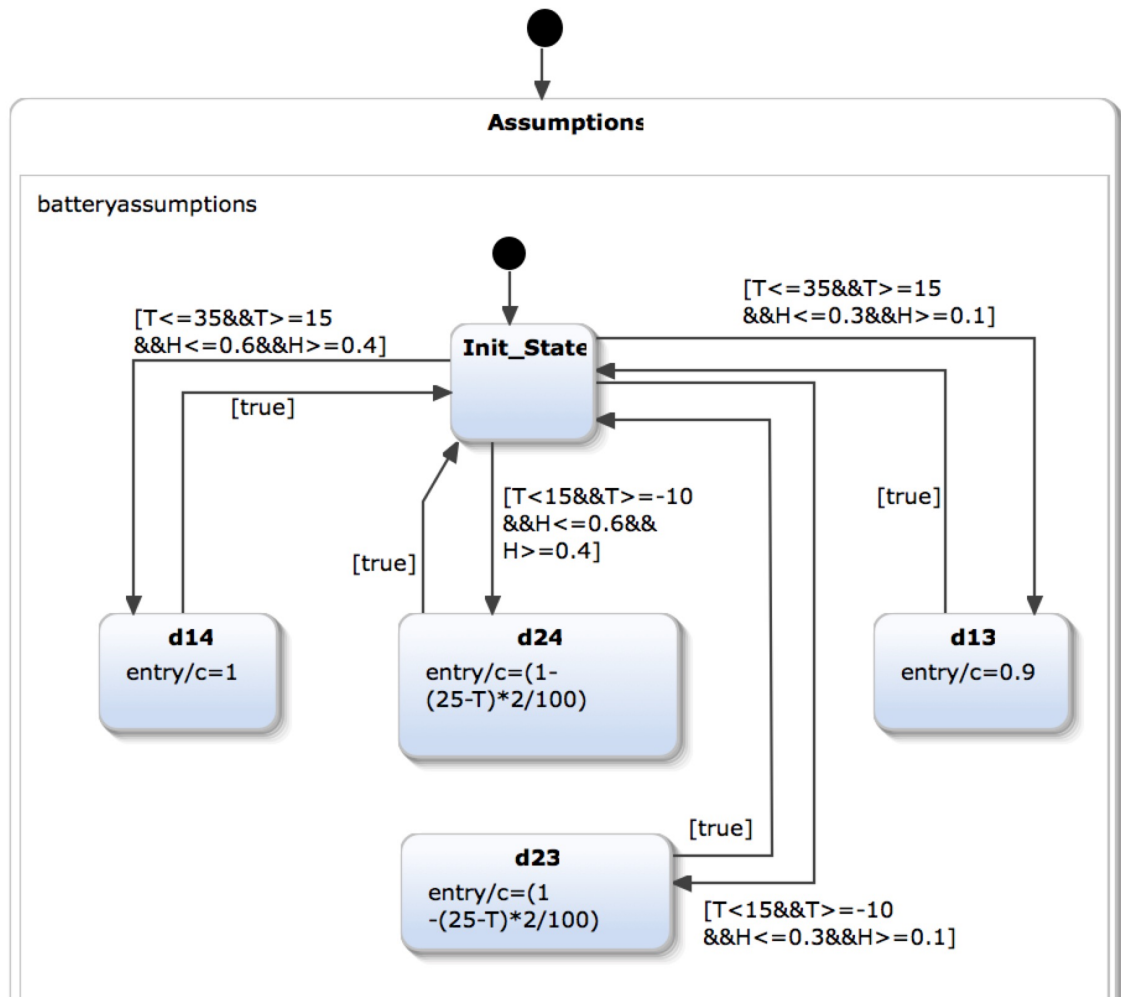 Assumptions
batteryassumptions
[T<=35&&T>=15
&&H<=0.6&&H>=0.4]
[T<=35&&T>=15
&&H<=0.3&&H>=0.1]
Init_State
[true]
[T<15&&T>=-10
&&H<=0.6&&
H>=0.4]
[true]
[true]
d14
entry/c=1
d24
entry/c=(1-
(25-T)*2/100)
d13
entry/c=0.9
[true]
d23
entry/c=(1
-(25-T)*2/100)
[T<15&&T>=-10
&&H<=0.3&&H>=0.1]